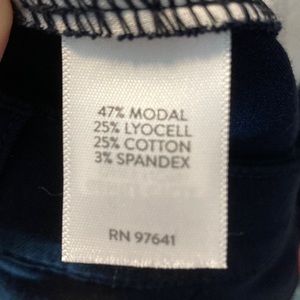 47% MODAL
25% LYOCELL
25% COTTON
3% SPANDEX
RN 97641